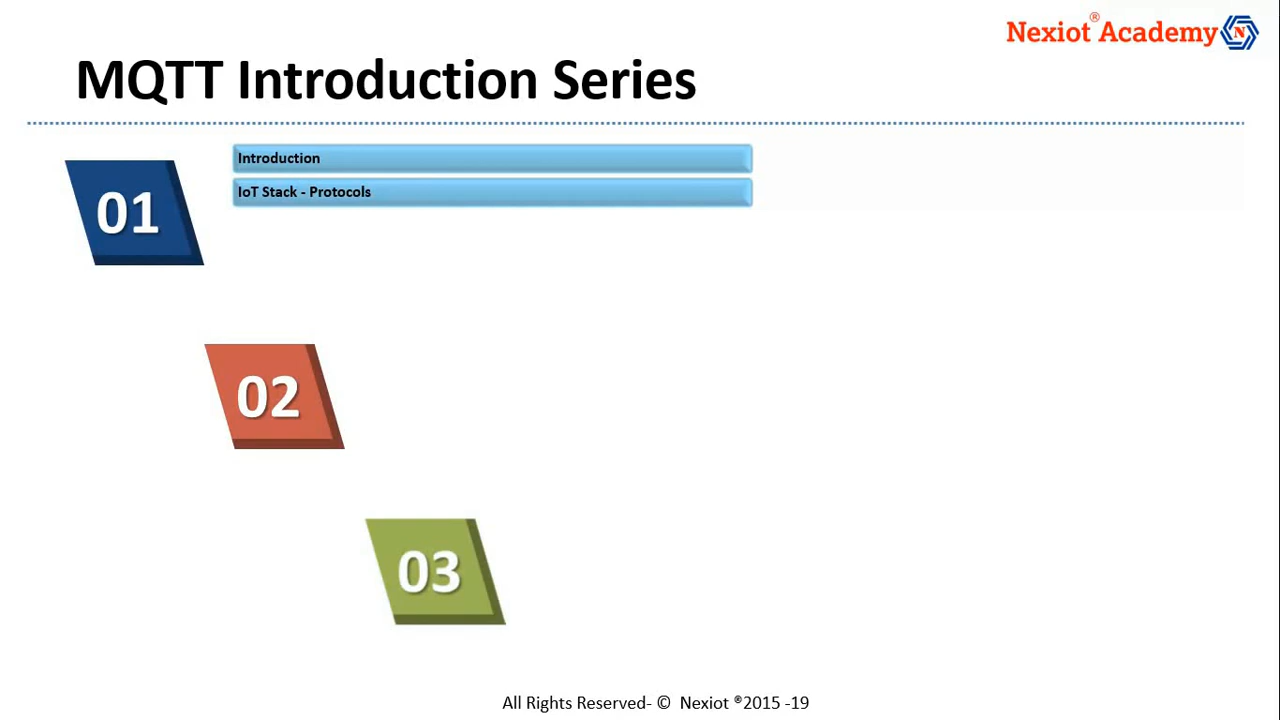 Nexiot® Academy N
MQTT Introduction Series
Introduction
IoT Stack - Protocols
01
02
03
All Rights Reserved- © Nexiot ®2015 -19